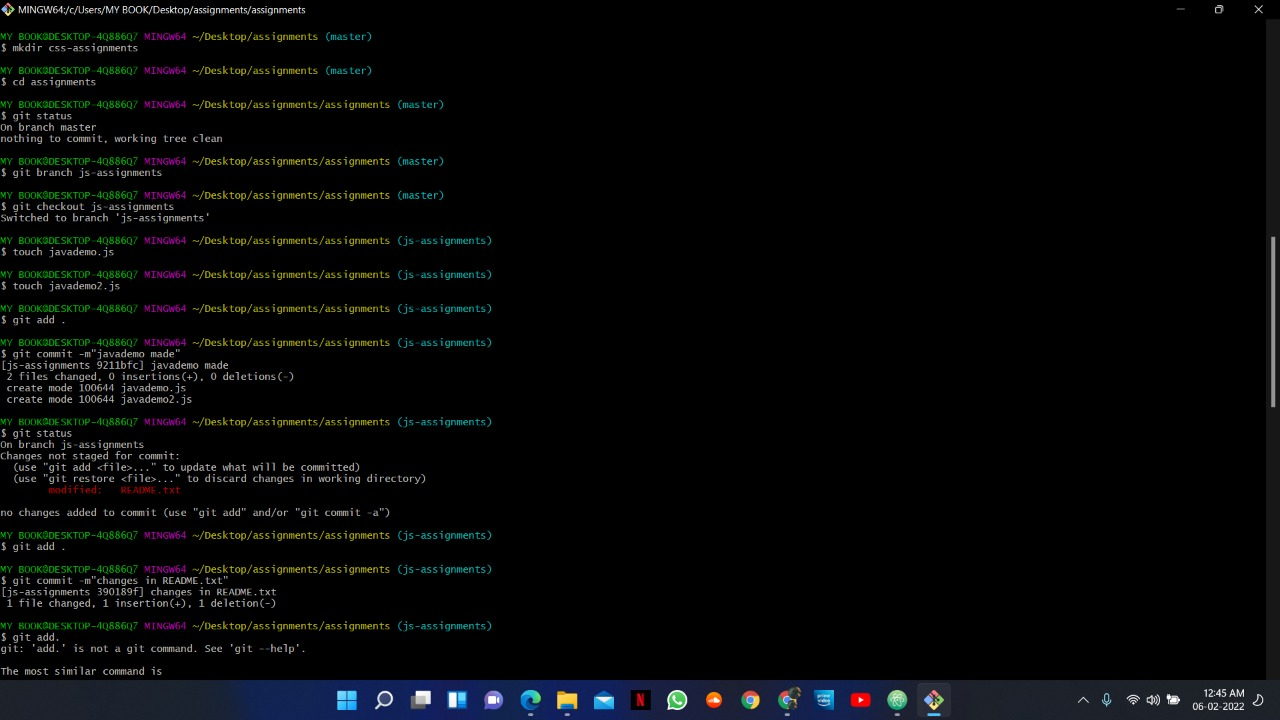 MINGW64:/c/Users/MY BOOK/Desktop/assignments/assignments
MY BOOK@DESKTOP-4Q886Q7 MINGW64 ~/Desktop/assignments (master)
$ mkdir css-assignments
MY BOOK@DESKTOP-4Q886Q7 MINGW64 ~/Desktop/assignments (master)
$ cd assignments
MY BOOK@DESKTOP-4Q886Q7 MINGW64 ~/Desktop/assignments/assignments (master)
$ git status
On branch master
nothing to commit, working tree clean
MY BOOK@DESKTOP-4Q886Q7 MINGW64 ~/Desktop/assignments/assignments (master)
$ git branch js-assignments
MY BOOK@DESKTOP-4Q886Q7 MINGW64 ~/Desktop/assignments/assignments (master)
$ git checkout js-assignments
Switched to branch 'js-assignments'
MY BOOK@DESKTOP-4Q886Q7 MINGW64 ~/Desktop/assignments/assignments (js-assignments)
$ touch javademo.js
MY BOOK@DESKTOP-4Q886Q7 MINGW64 ~/Desktop/assignments/assignments (js-assignments)
$ touch javademo2.js
MY BOOK@DESKTOP-4Q886Q7 MINGW64 ~/Desktop/assignments/assignments (js-assignments)
$ git add .
MY BOOK@DESKTOP-4Q886Q7 MINGW64 ~/Desktop/assignments/assignments (js-assignments)
$ git commit -m"javademo made"
[js-assignments 9211bfc] javademo made
2 files changed, 0 insertions(+), 0 deletions(-)
create mode 100644 javademo.js
create mode 100644 javademo2.js
MY BOOK@DESKTOP-4Q886Q7 MINGW64 ~/Desktop/assignments/assignments (js-assignments)
$ git status
On branch js-assignments
Changes not staged for commit:
(use "git add <file>..." to update what will be committed)
(use "git restore <file>..." to discard changes in working directory)
modified:   README.txt
no changes added to commit (use "git add" and/or "git commit -a")
MY BOOK@DESKTOP-4Q886Q7 MINGW64 ~/Desktop/assignments/assignments (js-assignments)
$ git add .
MY BOOK@DESKTOP-4Q886Q7 MINGW64 ~/Desktop/assignments/assignments (js-assignments)
$ git commit -m"changes in README.txt"
[js-assignments 390189f] changes in README.txt
1 file changed, 1 insertion(+), 1 deletion(-)
MY BOOK@DESKTOP-4Q886Q7 MINGW64 ~/Desktop/assignments/assignments (js-assignments)
$ git add.
git: 'add.' is not a git command. See 'git --help'.
The most similar command is
12:45 AM
06-02-2022